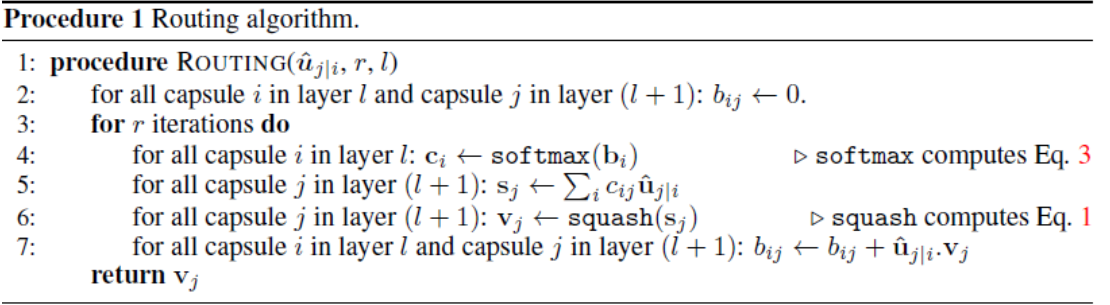 Procedure 1 Routing algorithm.
1: procedure ROUTING(û_{j|i}, r, l)
2: for all capsule i in layer l and capsule j in layer (l + 1): b_{ij} ← 0.
3: for r iterations do
4: for all capsule i in layer l: c_i ← softmax(b_i) ▷ softmax computes Eq. 3
5: for all capsule j in layer (l + 1): s_j ← ∑_i c_{ij}û_{j|i}
6: for all capsule j in layer (l + 1): v_j ← squash(s_j) ▷ squash computes Eq. 1
7: for all capsule i in layer l and capsule j in layer (l + 1): b_{ij} ← b_{ij} + û_{j|i}.v_j
return v_j